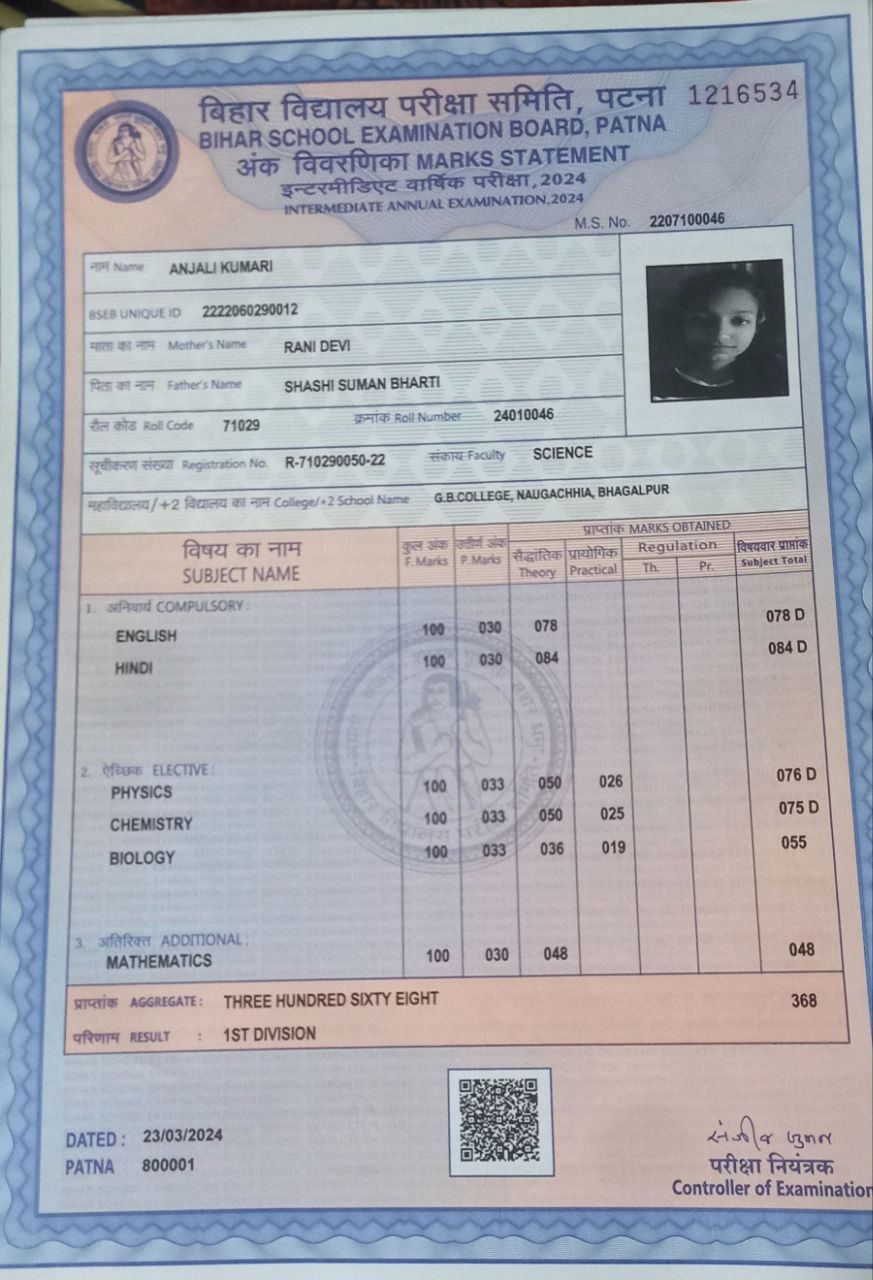 बिहार विद्यालय परीक्षा समिति, पटना 1216534
BIHAR SCHOOL EXAMINATION BOARD, PATNA
अंक विवरणिका MARKS STATEMENT
इन्टरमीडिएट वार्षिक परीक्षा, 2024
INTERMEDIATE ANNUAL EXAMINATION, 2024
M.S. No. 2207100046
नाम Name ANJALI KUMARI
BSEB UNIQUE ID 2222060290012
माता का नाम Mother's Name RANI DEVI
पिता का नाम Father's Name SHASHI SUMAN BHARTI
रौल कोड Roll Code 71029 क्रमांक Roll Number 24010046
सूचीकरण संख्या Registration No. R-710290050-22 संकाय Faculty SCIENCE
महाविद्यालय/+2 विद्यालय का नाम College/+2 School Name G.B.COLLEGE, NAUGACHHIA, BHAGALPUR
विषय का नाम कुल अंक उत्तीर्ण अंक प्राप्तांक MARKS OBTAINED
SUBJECT NAME F. Marks P. Marks सैद्धांतिक Theory प्रायोगिक Practical Regulation Th. Pr. विषयवार प्राप्तांक Subject Total
1. अनिवार्य COMPULSORY :
ENGLISH 100 030 078 078 D
HINDI 100 030 084 084 D
2. ऐच्छिक ELECTIVE :
PHYSICS 100 033 050 026 076 D
CHEMISTRY 100 033 050 025 075 D
BIOLOGY 100 033 036 019 055
3. अतिरिक्त ADDITIONAL :
MATHEMATICS 100 030 048 048
प्राप्तांक AGGREGATE : THREE HUNDRED SIXTY EIGHT 368
परिणाम RESULT : 1ST DIVISION
DATED : 23/03/2024
PATNA 800001
परीक्षा नियंत्रक
Controller of Examination